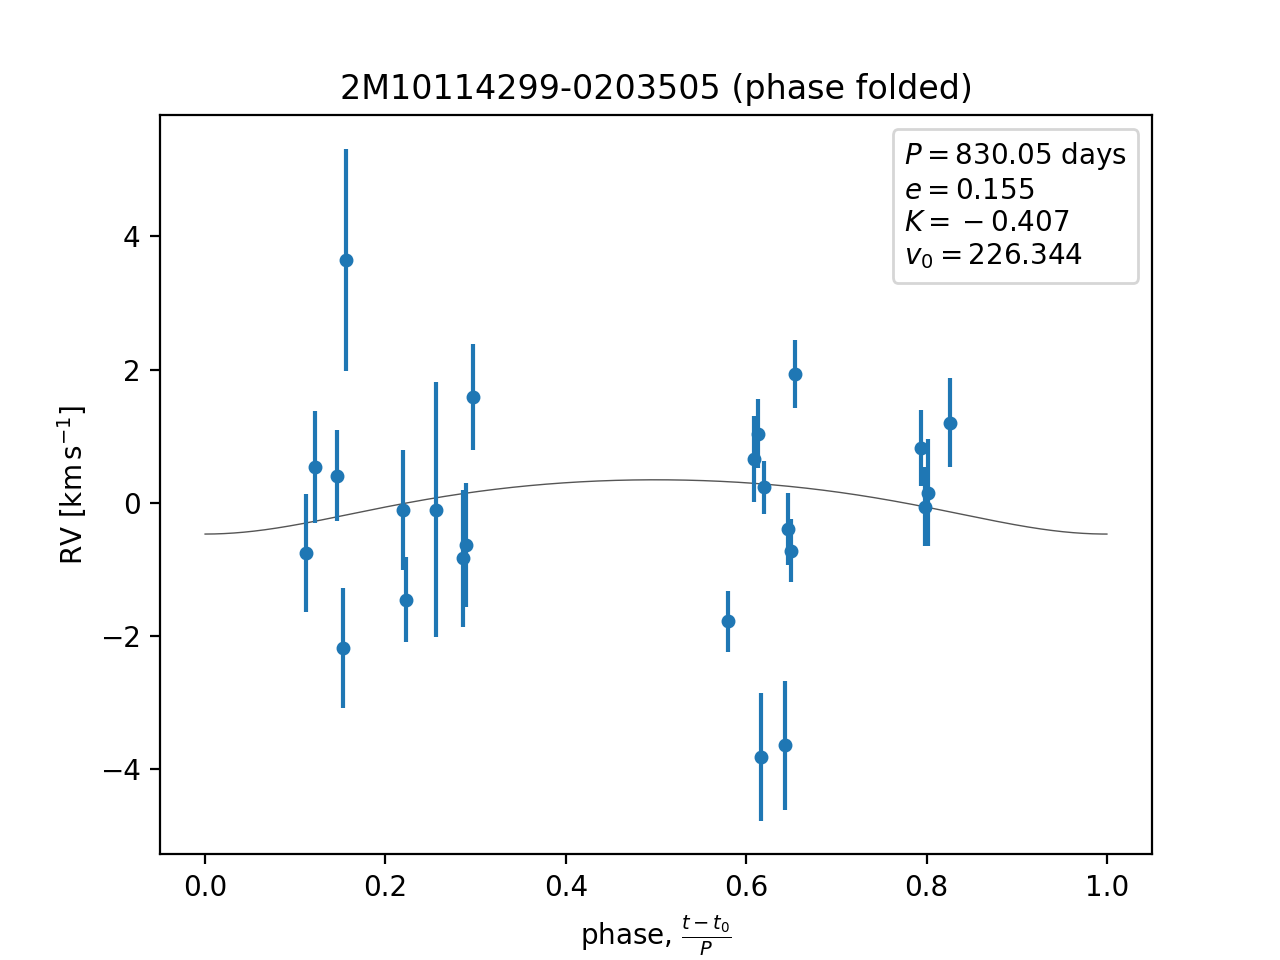 2M10114299-0203505 (phase folded)
P = 830.05 days
e = 0.155
K = −0.407
v₀ = 226.344
4
2
0
−2
−4
RV [km s⁻¹]
0.0 0.2 0.4 0.6 0.8 1.0
phase, (t − t₀)/P